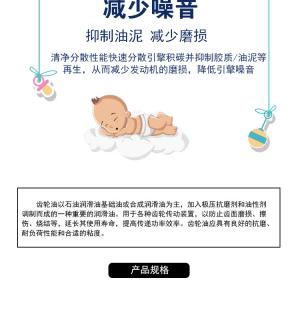 减少噪音
抑制油泥 减少磨损
清净分散性能快速分散引擎积碳并抑制胶质/油泥等
再生，从而减少发动机的磨损，降低引擎噪音
齿轮油以石油润滑油基础油或合成润滑油为主，加入极压抗磨剂和油性剂
调制而成的一种重要的润滑油。用于各种齿轮传动装置，以防止齿面磨损、擦
伤、烧结等，延长其使用寿命，提高传递功率效率。齿轮油应具有良好的抗磨、
耐负荷性能和合适的粘度。
产品规格